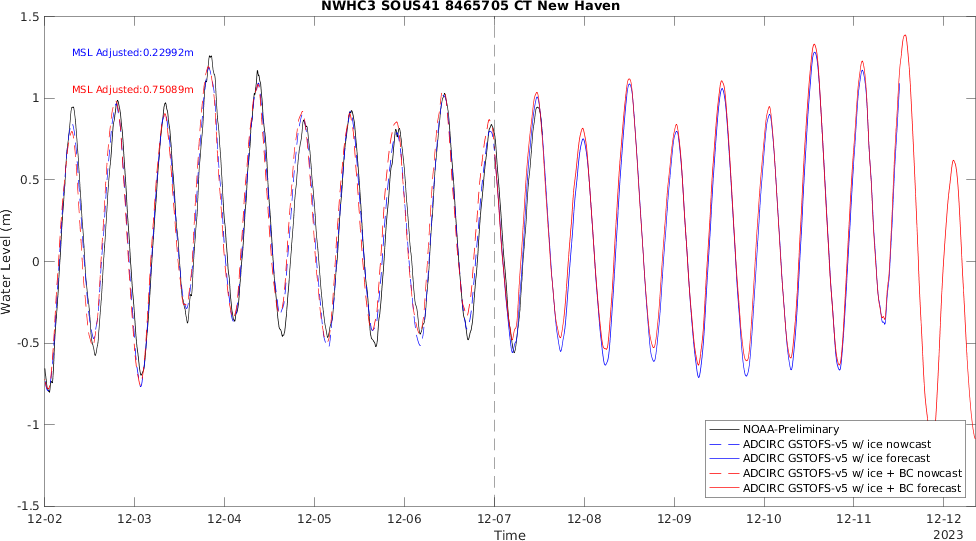 NWHC3 SOUS41 8465705 CT New Haven
1.5
MSL Adjusted:0.22992m
MSL Adjusted:0.75089m
1
0.5
0
-0.5
-1
-1.5
Water Level (m)
NOAA-Preliminary
ADCIRC GSTOFS-v5 w/ ice nowcast
ADCIRC GSTOFS-v5 w/ ice forecast
ADCIRC GSTOFS-v5 w/ ice + BC nowcast
ADCIRC GSTOFS-v5 w/ ice + BC forecast
12-02 12-03 12-04 12-05 12-06 12-07 12-08 12-09 12-10 12-11 12-12
Time
2023